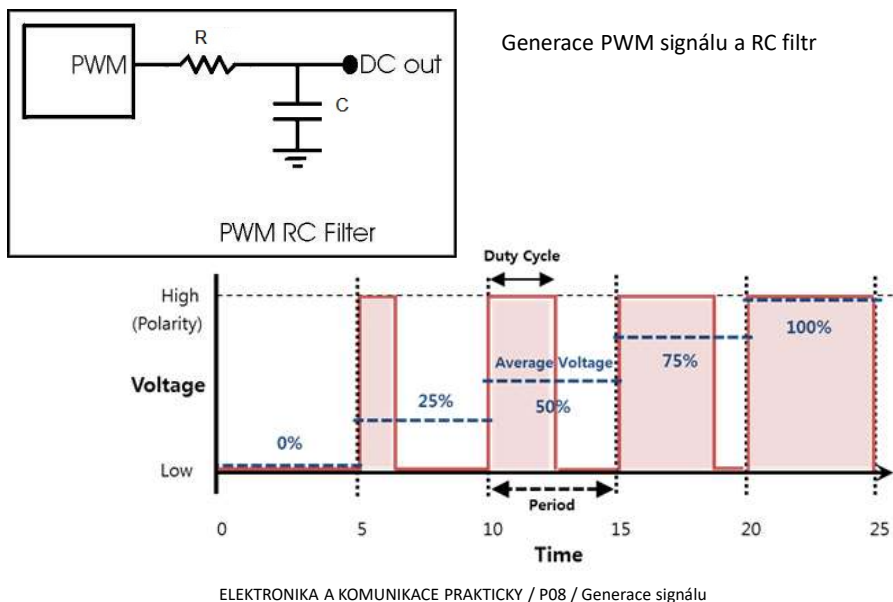 Generace PWM signálu a RC filtr
R
PWM
DC out
C
PWM RC Filter
Duty Cycle
High
(Polarity)
100%
75%
Average Voltage
Voltage
25%
50%
0%
Low
Period
0 5 10 15 20 25
Time
ELEKTRONIKA A KOMUNIKACE PRAKTICKY / P08 / Generace signálu